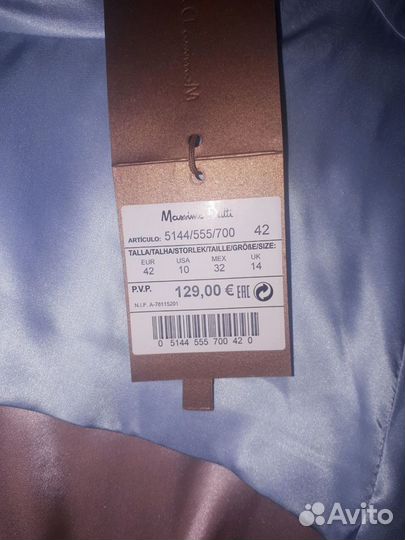 Massimo Dutti
ARTÍCULO: 5144/555/700 42
TALLA/TALHA/STORLEK/TAILLE/GRÖßE/SIZE:
EUR USA MEX UK
42 10 32 14
P.V.P. 129,00 € EAC
N.I.F. A-78115201
0 5144 555 700 42 0
Avito